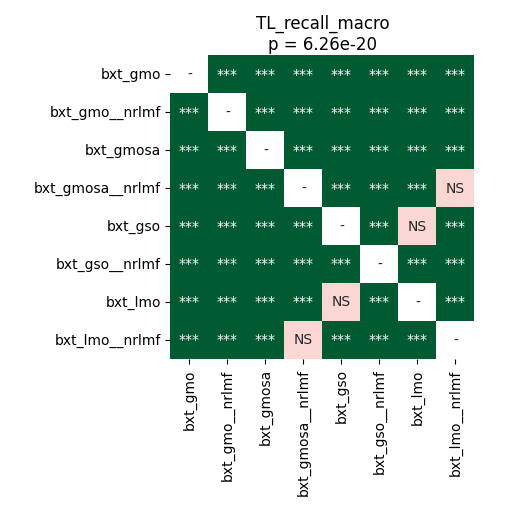 TL_recall_macro
p = 6.26e-20
bxt_gmo - *** *** *** *** *** *** ***
bxt_gmo__nrlmf *** - *** *** *** *** *** ***
bxt_gmosa *** *** - *** *** *** *** ***
bxt_gmosa__nrlmf *** *** *** - *** *** *** NS
bxt_gso *** *** *** *** - *** NS ***
bxt_gso__nrlmf *** *** *** *** *** - *** ***
bxt_lmo *** *** *** *** NS *** - ***
bxt_lmo__nrlmf *** *** *** NS *** *** *** -
bxt_gmo
bxt_gmo__nrlmf
bxt_gmosa
bxt_gmosa__nrlmf
bxt_gso
bxt_gso__nrlmf
bxt_lmo
bxt_lmo__nrlmf